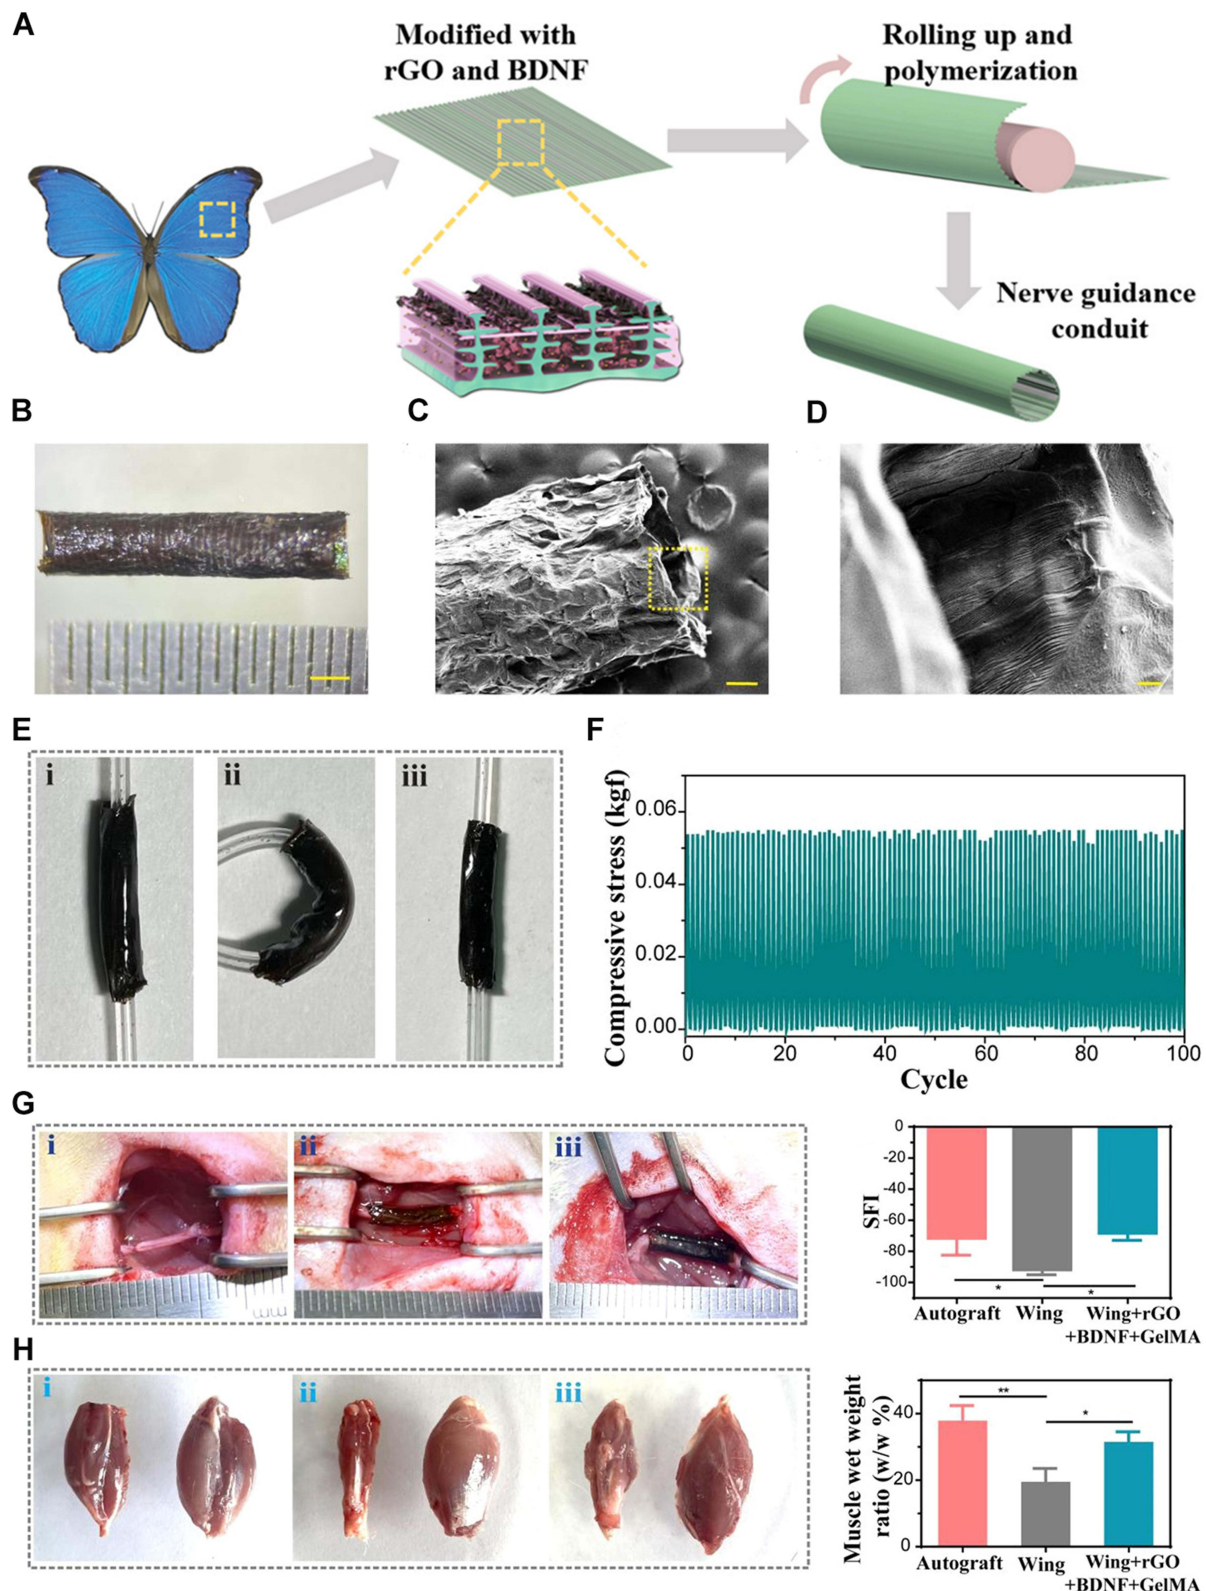 A
Modified with
rGO and BDNF
Rolling up and
polymerization
Nerve guidance
conduit
B
C
D
E
i
ii
iii
F
Compressive stress (kgf)
0.06
0.04
0.02
0.00
0
20
40
60
80
100
Cycle
G
i
ii
iii
SFI
0
-20
-40
-60
-80
-100
*
*
Autograft
Wing
Wing+rGO
+BDNF+GelMA
H
i
ii
iii
Muscle wet weight
ratio (w/w %)
40
20
0
**
*
Autograft
Wing
Wing+rGO
+BDNF+GelMA